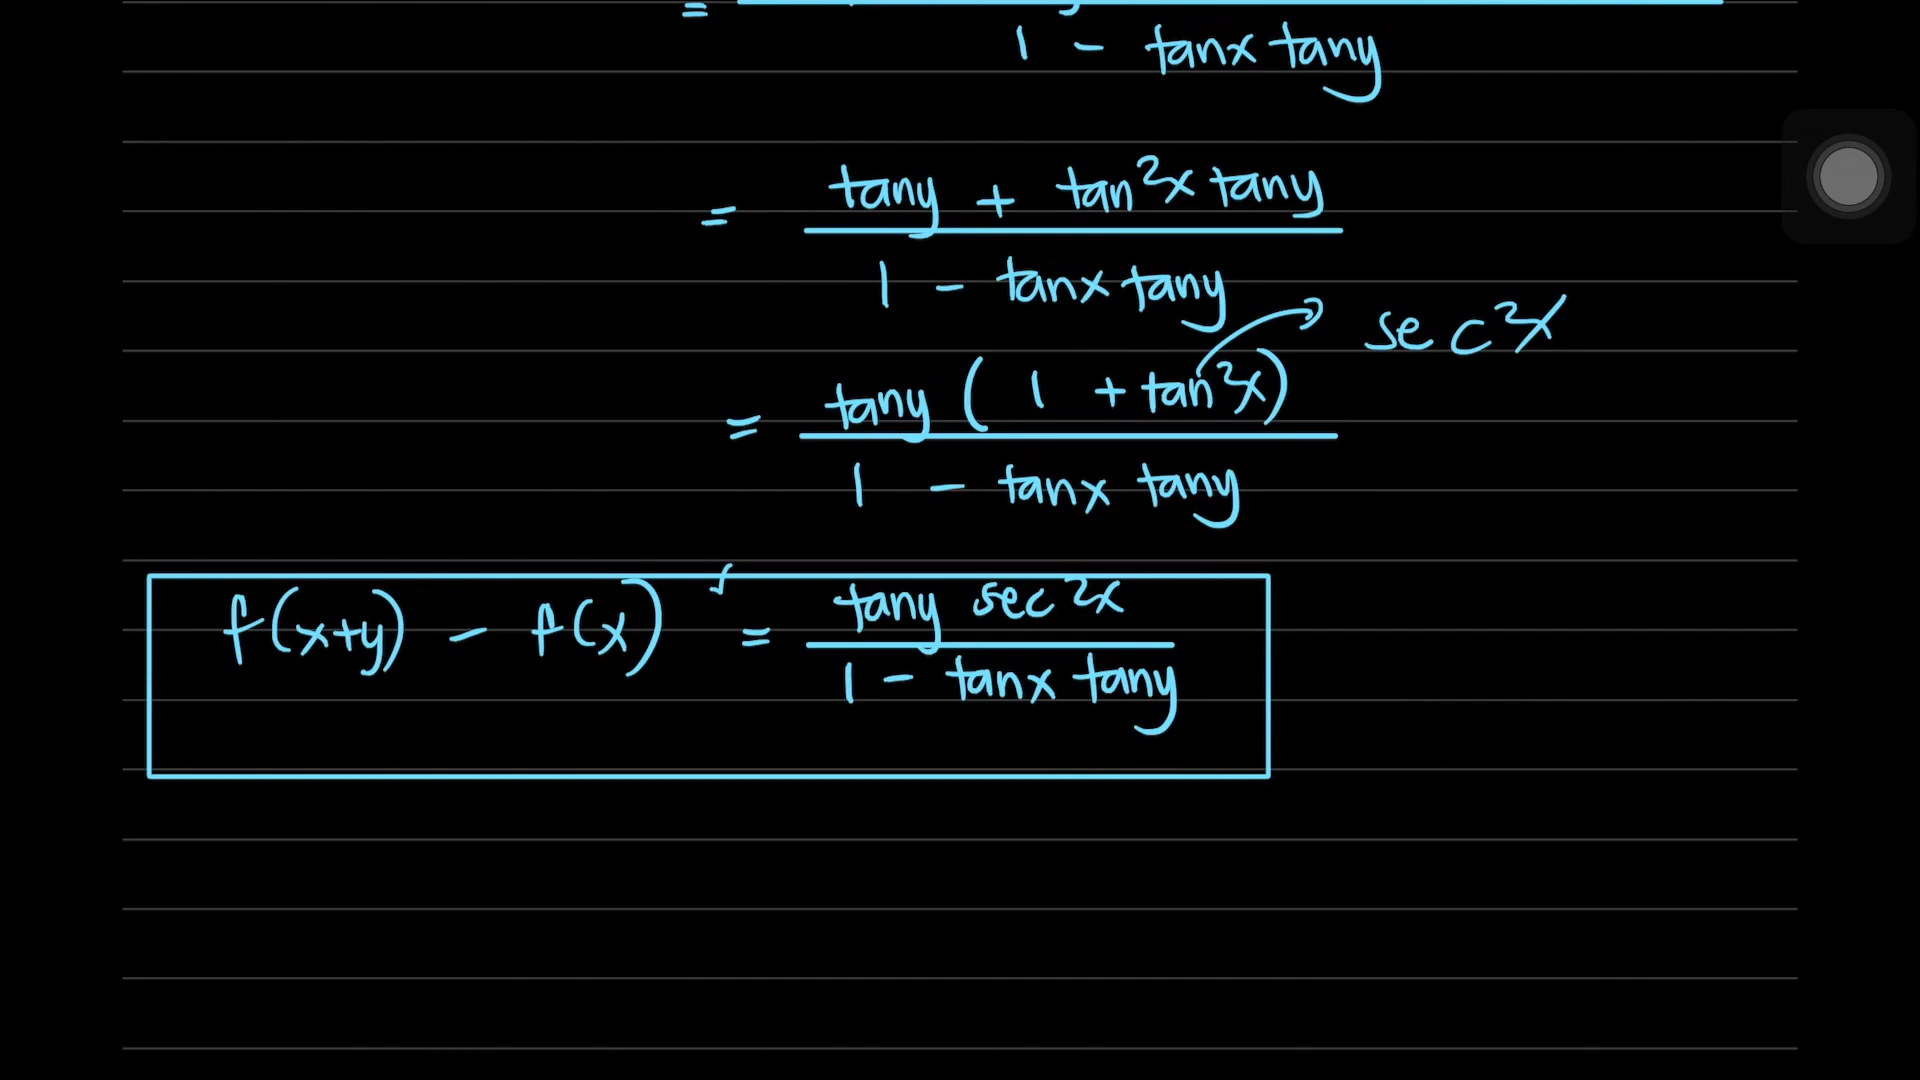 =
1 - tanx tany
= tany + tan²x tany
1 - tanx tany
sec²x
= tany (1 + tan²x)
1 - tanx tany
f(x+y) - f(x) = tany sec²x
1 - tanx tany